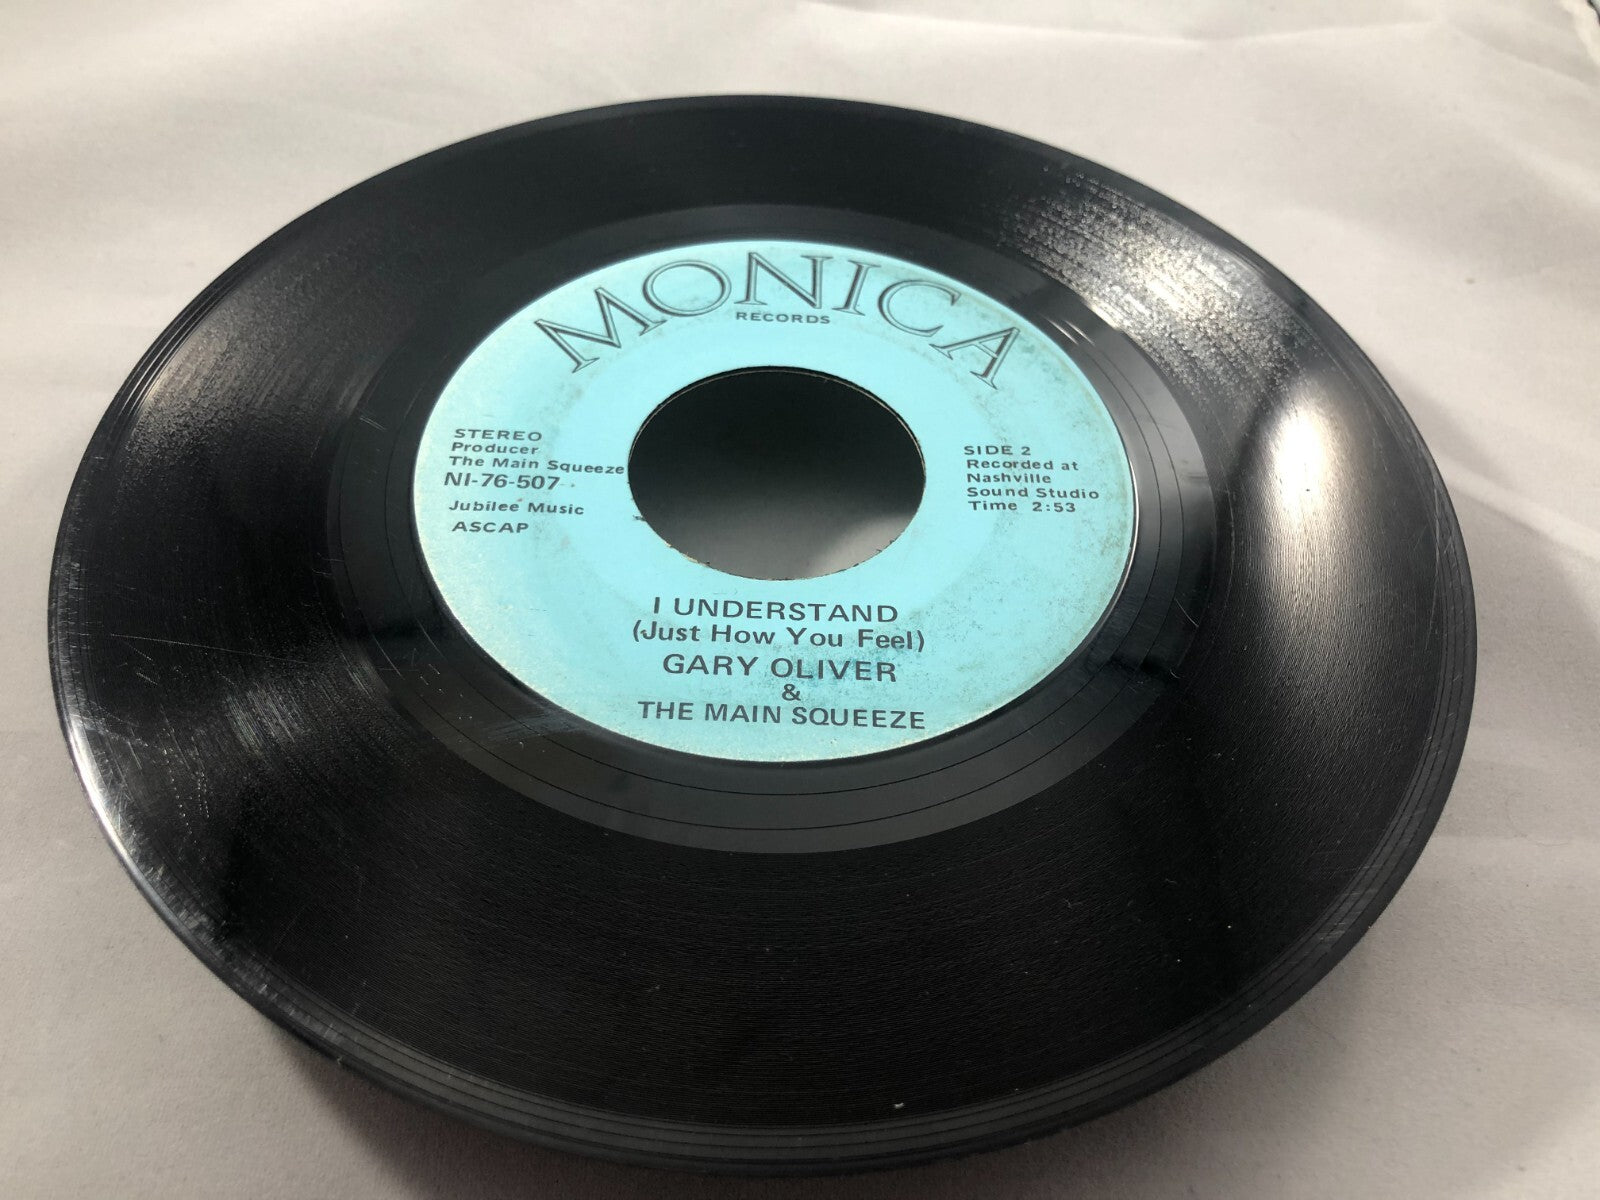 MONICA
RECORDS
STEREO
Producer
The Main Squeeze
NI-76-507
Jubilee Music
ASCAP
SIDE 2
Recorded at
Nashville
Sound Studio
Time 2:53
I UNDERSTAND
(Just How You Feel)
GARY OLIVER
&
THE MAIN SQUEEZE